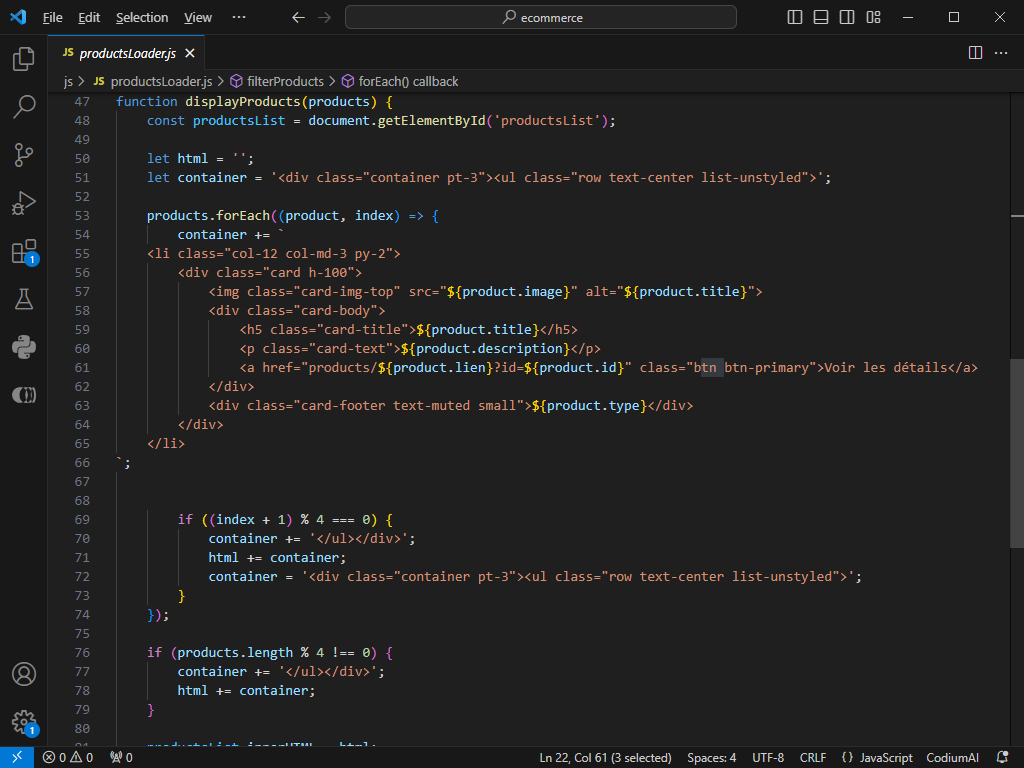 File Edit Selection View ··· ecommerce
JS productsLoader.js
js > JS productsLoader.js > filterProducts > forEach() callback
47 function displayProducts(products) {
48 const productsList = document.getElementById('productsList');
49
50 let html = '';
51 let container = '<div class="container pt-3"><ul class="row text-center list-unstyled">';
52
53 products.forEach((product, index) => {
54 container += `
55 <li class="col-12 col-md-3 py-2">
56 <div class="card h-100">
57 <img class="card-img-top" src="${product.image}" alt="${product.title}">
58 <div class="card-body">
59 <h5 class="card-title">${product.title}</h5>
60 <p class="card-text">${product.description}</p>
61 <a href="products/${product.lien}?id=${product.id}" class="btn btn-primary">Voir les détails</a>
62 </div>
63 <div class="card-footer text-muted small">${product.type}</div>
64 </div>
65 </li>
66 `;
67
68
69 if ((index + 1) % 4 === 0) {
70 container += '</ul></div>';
71 html += container;
72 container = '<div class="container pt-3"><ul class="row text-center list-unstyled">';
73 }
74 });
75
76 if (products.length % 4 !== 0) {
77 container += '</ul></div>';
78 html += container;
79 }
80
81 productsList.innerHTML = html;
1
1
0 0 0 Ln 22, Col 61 (3 selected) Spaces: 4 UTF-8 CRLF {} JavaScript CodiumAI